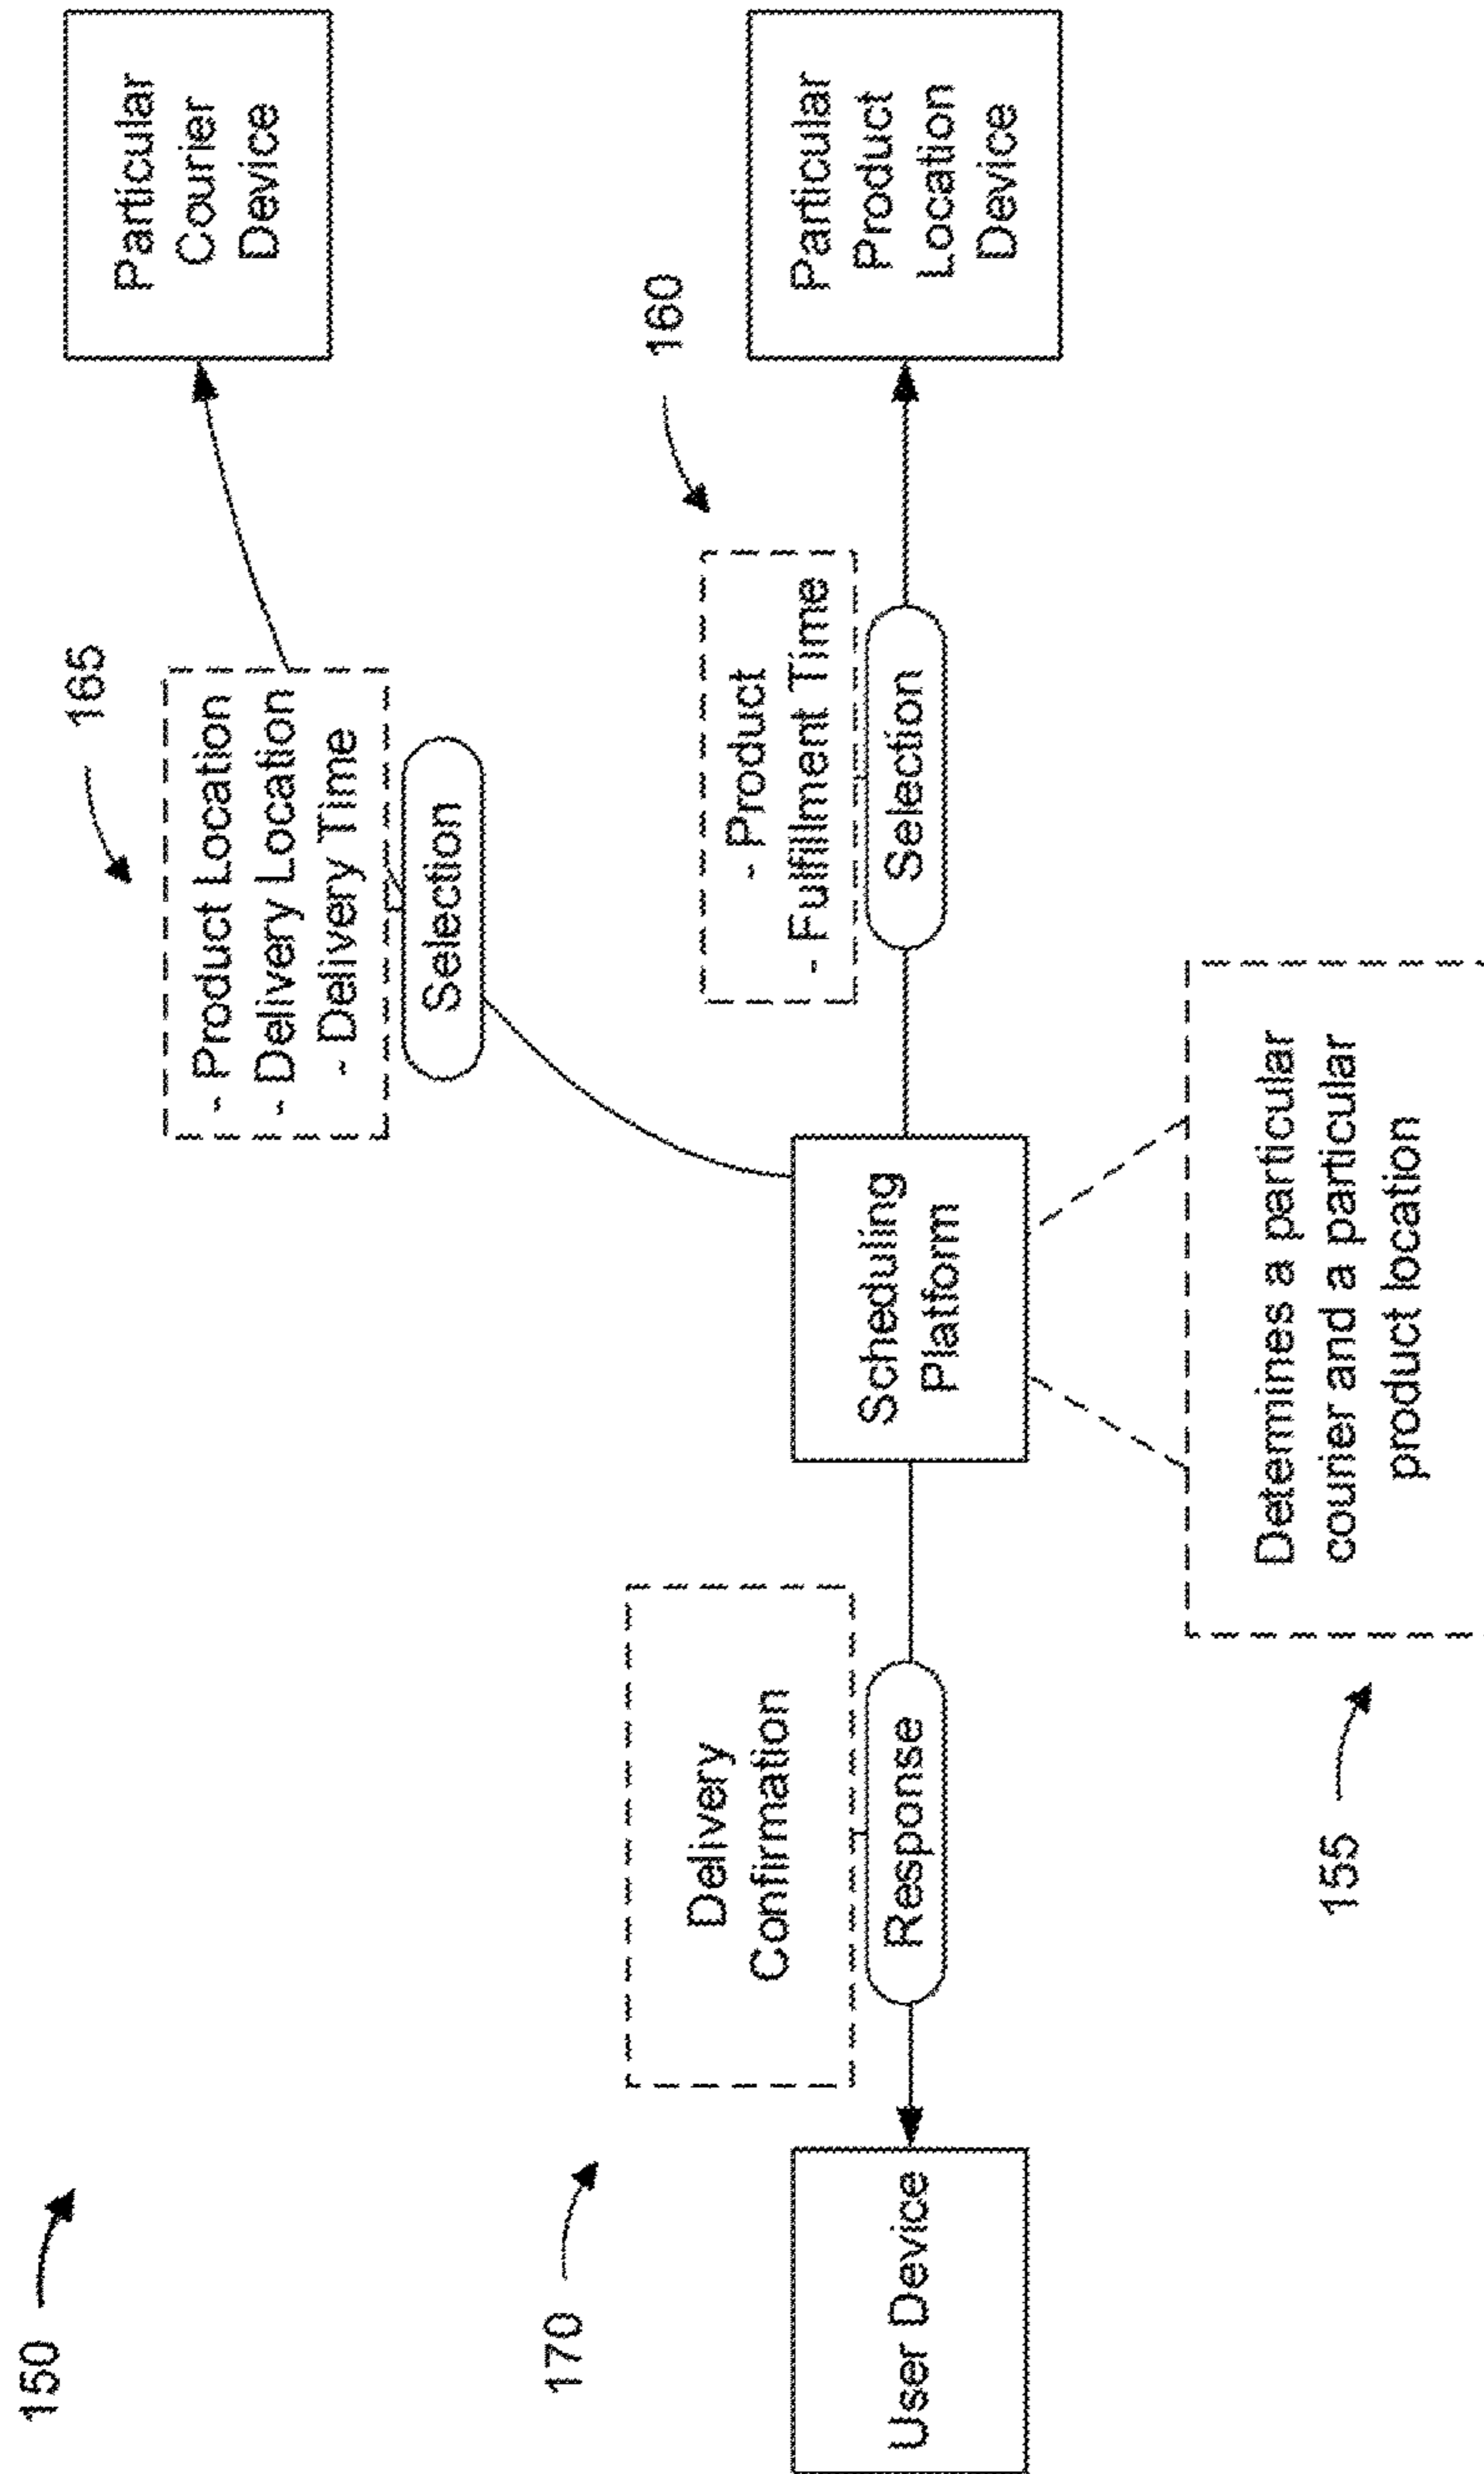 150
165
- Product Location
- Delivery Location
- Delivery Time
Selection
Particular
Courier
Device
170
Delivery
Confirmation
Response
User Device
Scheduling
Platform
160
- Product
- Fulfillment Time
Selection
Particular
Product
Location
Device
155
Determines a particular
courier and a particular
product location